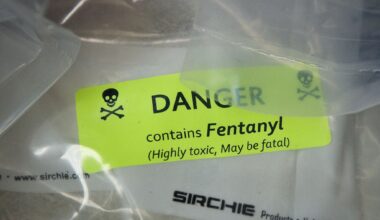 DANGER
contains Fentanyl
(Highly toxic, May be fatal)
www.sirchie.com
SIRCHIE